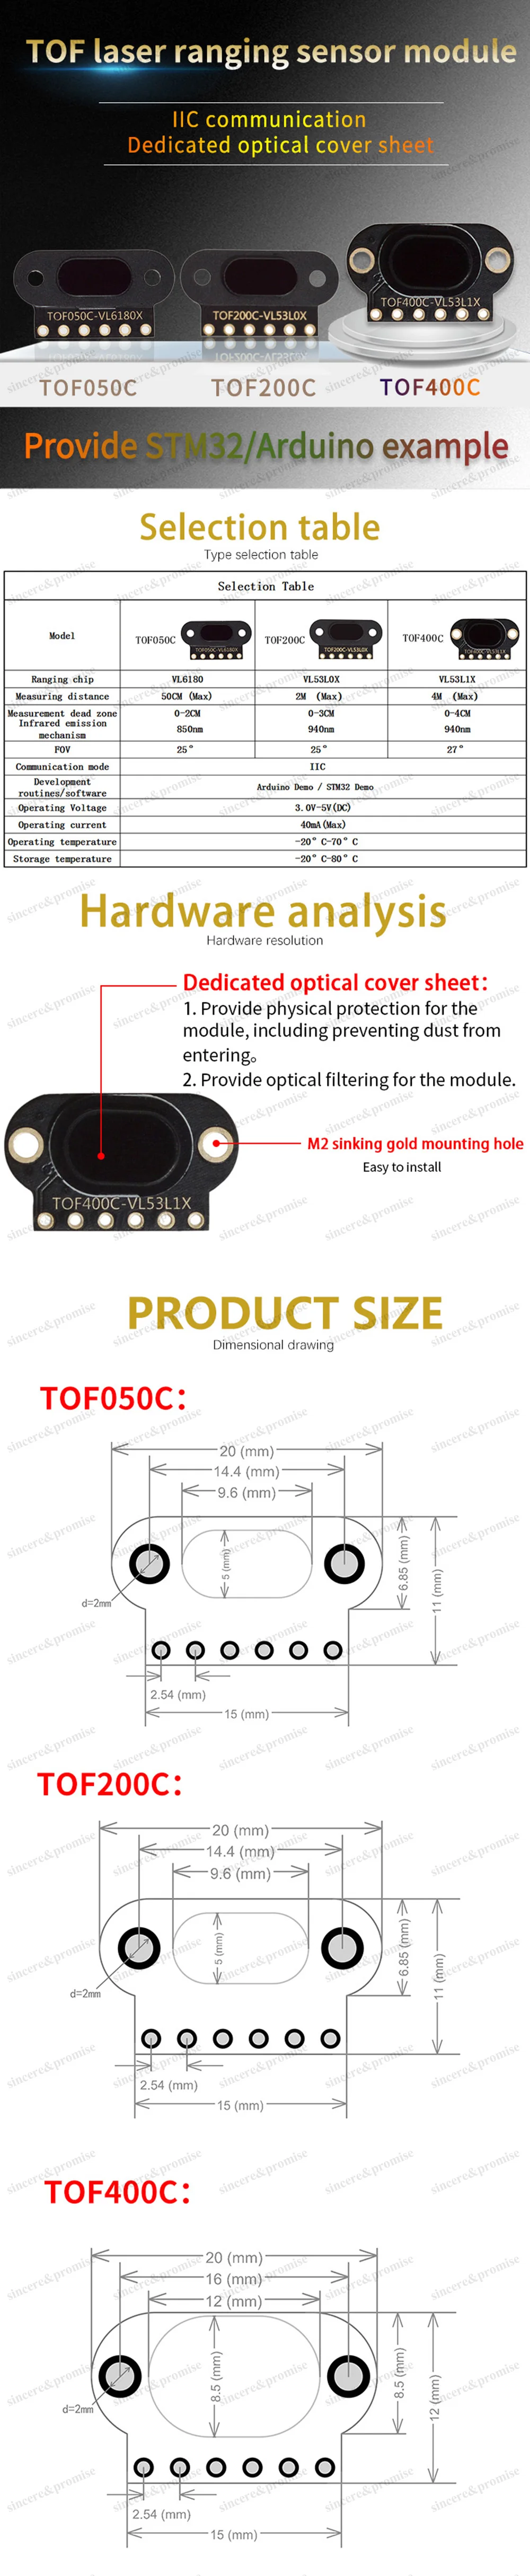 TOF laser ranging sensor module
IIC communication
Dedicated optical cover sheet
TOF050C-VL6180X
TOF200C-VL53L0X
TOF400C-VL53L1X
TOF050C
TOF200C
TOF400C
Provide STM32/Arduino example
Selection table
Type selection table
Selection Table
Model TOF050C TOF200C TOF400C
Ranging chip VL6180 VL53L0X VL53L1X
Measuring distance 50CM (Max) 2M (Max) 4M (Max)
Measurement dead zone 0-2CM 0-3CM 0-4CM
Infrared emission mechanism 850nm 940nm 940nm
FOV 25° 25° 27°
Communication mode IIC
Development routines/software Arduino Demo / STM32 Demo
Operating Voltage 3.0V-5V(DC)
Operating current 40mA(Max)
Operating temperature -20° C-70° C
Storage temperature -20° C-80° C
Hardware analysis
Hardware resolution
Dedicated optical cover sheet:
1. Provide physical protection for the
module, including preventing dust from
entering。
2. Provide optical filtering for the module.
M2 sinking gold mounting hole
Easy to install
TOF400C-VL53L1X
PRODUCT SIZE
Dimensional drawing
TOF050C:
20 (mm)
14.4 (mm)
9.6 (mm)
5 (mm)
6.85 (mm)
11 (mm)
d=2mm
2.54 (mm)
15 (mm)
TOF200C:
20 (mm)
14.4 (mm)
9.6 (mm)
5 (mm)
6.85 (mm)
11 (mm)
d=2mm
2.54 (mm)
15 (mm)
TOF400C:
20 (mm)
16 (mm)
12 (mm)
8.5 (mm)
8.5 (mm)
12 (mm)
d=2mm
2.54 (mm)
15 (mm)
sincere&promise